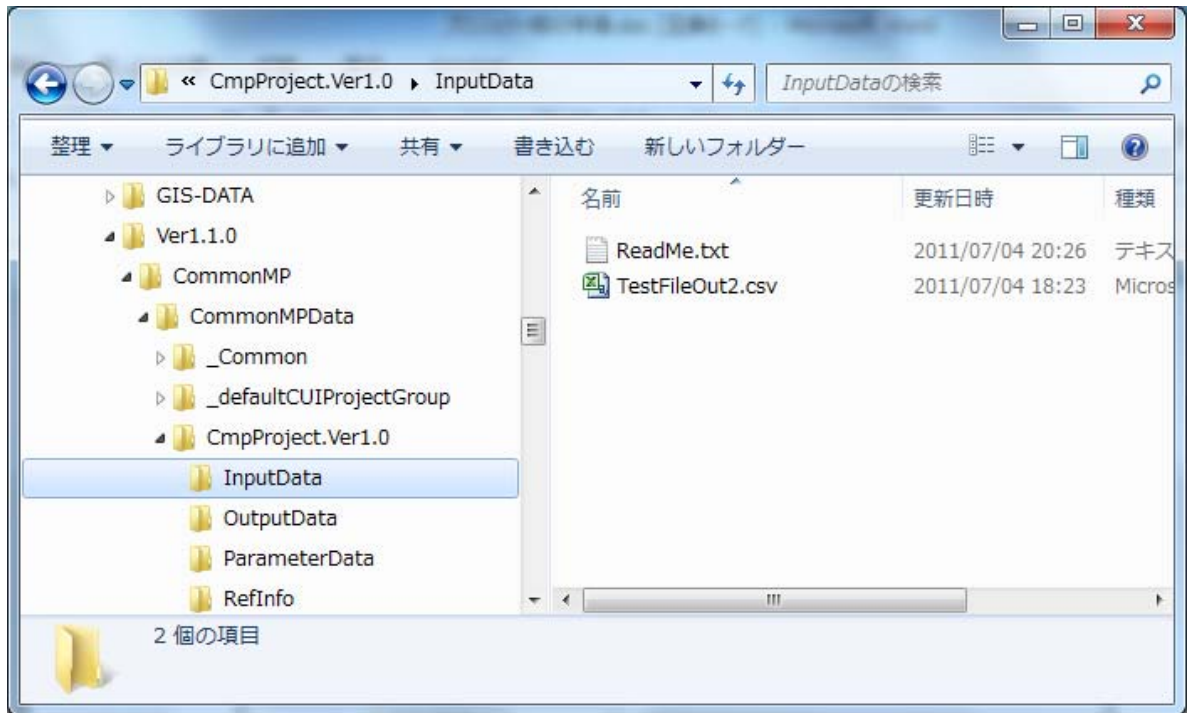 « CmpProject.Ver1.0 ▸ InputData
InputDataの検索
整理 ▼ ライブラリに追加 ▼ 共有 ▼ 書き込む 新しいフォルダー
GIS-DATA
Ver1.1.0
CommonMP
CommonMPData
_Common
_defaultCUIProjectGroup
CmpProject.Ver1.0
InputData
OutputData
ParameterData
RefInfo
名前 更新日時 種類
ReadMe.txt 2011/07/04 20:26 テキス
TestFileOut2.csv 2011/07/04 18:23 Micros
2 個の項目